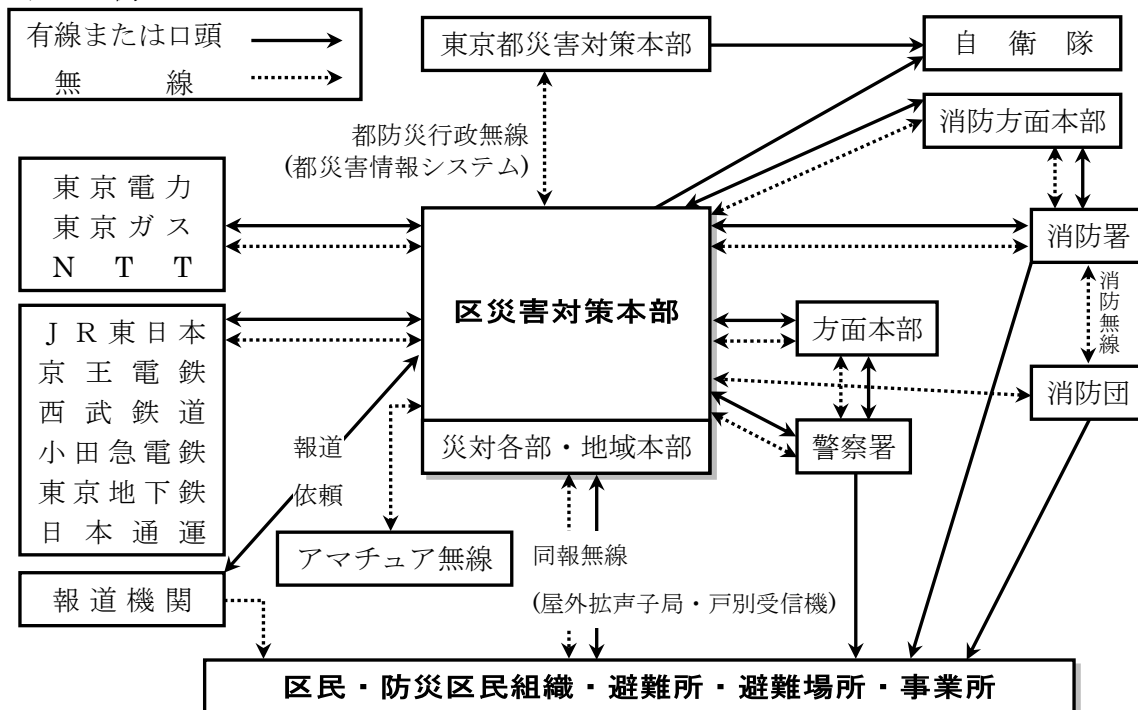 有線または口頭
無線
東京都災害対策本部
自衛隊
消防方面本部
都防災行政無線
(都災害情報システム)
東京電力
東京ガス
NTT
消防署
区災害対策本部
消防無線
JR東日本
京王電鉄
西武鉄道
小田急電鉄
東京地下鉄
日本通運
方面本部
消防団
報道
依頼
災対各部・地域本部
警察署
アマチュア無線
同報無線
(屋外拡声子局・戸別受信機)
報道機関
区民・防災区民組織・避難所・避難場所・事業所